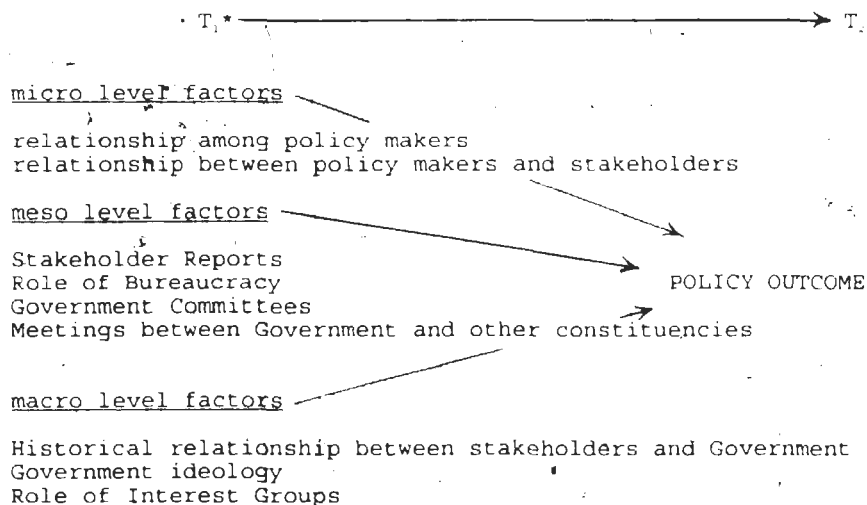 T₁* T₂
micro level factors
relationship among policy makers
relationship between policy makers and stakeholders
meso level factors
Stakeholder Reports
Role of Bureaucracy
POLICY OUTCOME
Government Committees
Meetings between Government and other constituencies
macro level factors
Historical relationship between stakeholders and Government
Government ideology
Role of Interest Groups